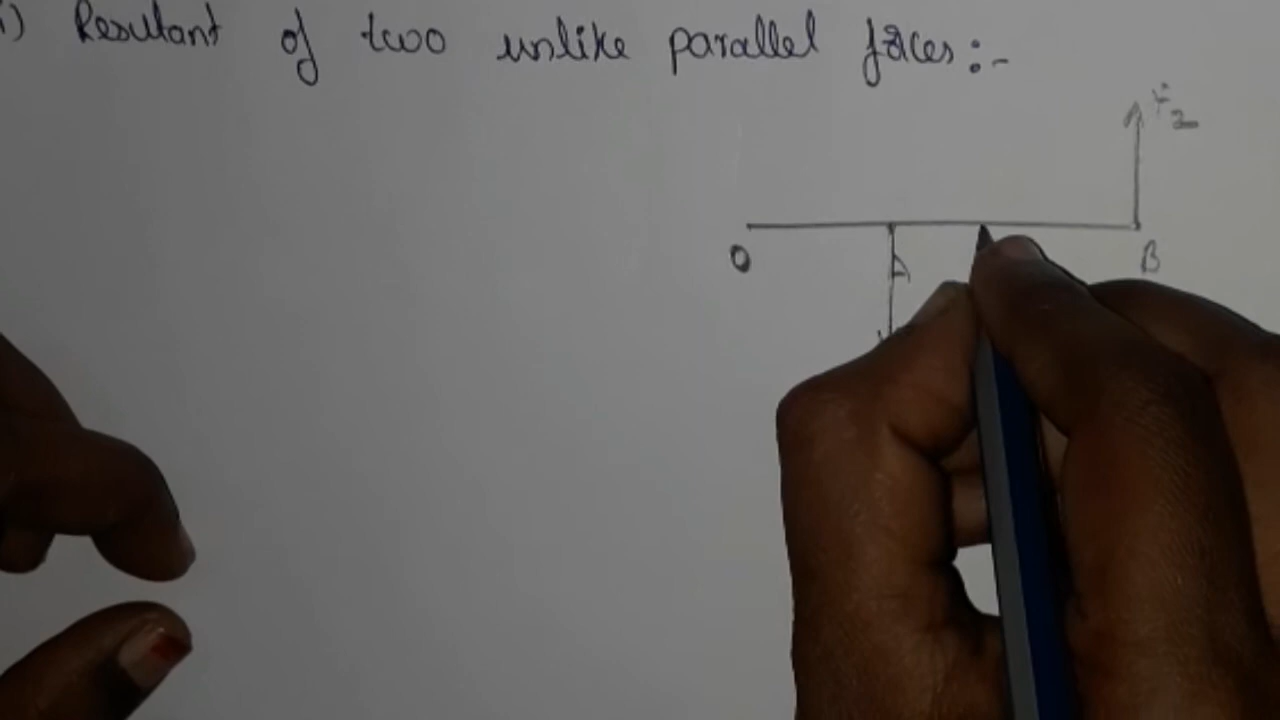 i) Resultant of two unlike parallel forces :-
F2
O
A
B